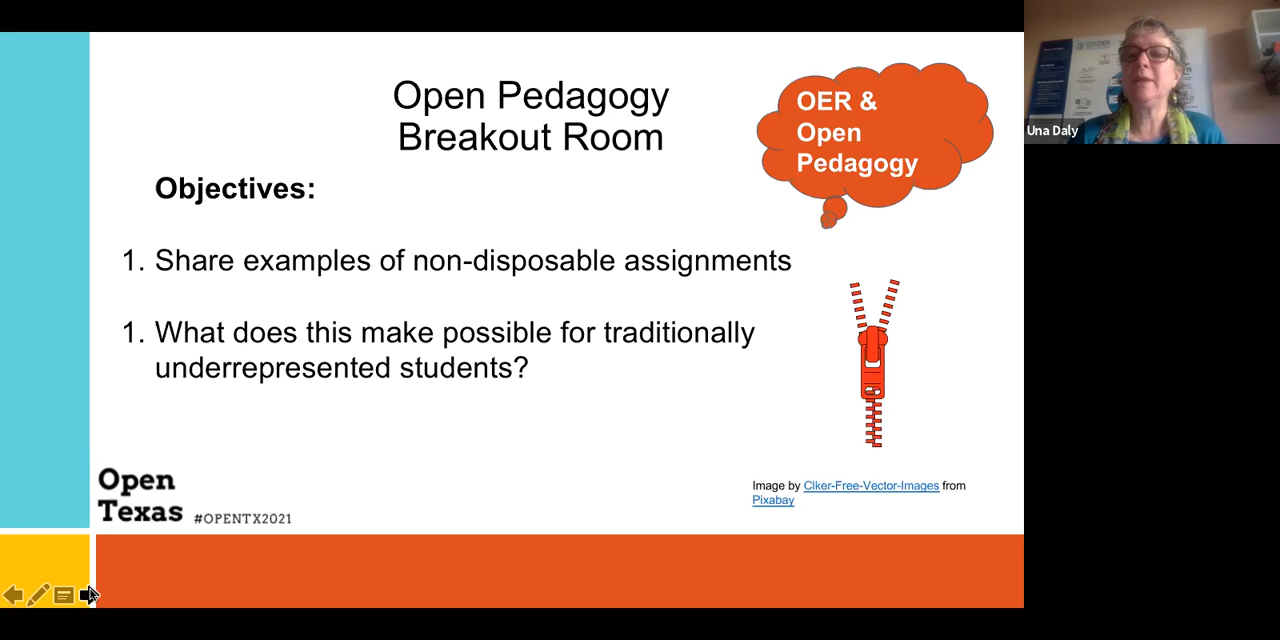 Open Pedagogy
Breakout Room
OER &
Open
Pedagogy
Objectives:
1. Share examples of non-disposable assignments
1. What does this make possible for traditionally
underrepresented students?
Image by Clker-Free-Vector-Images from
Pixabay
Open
Texas #OPENTX2021
Una Daly